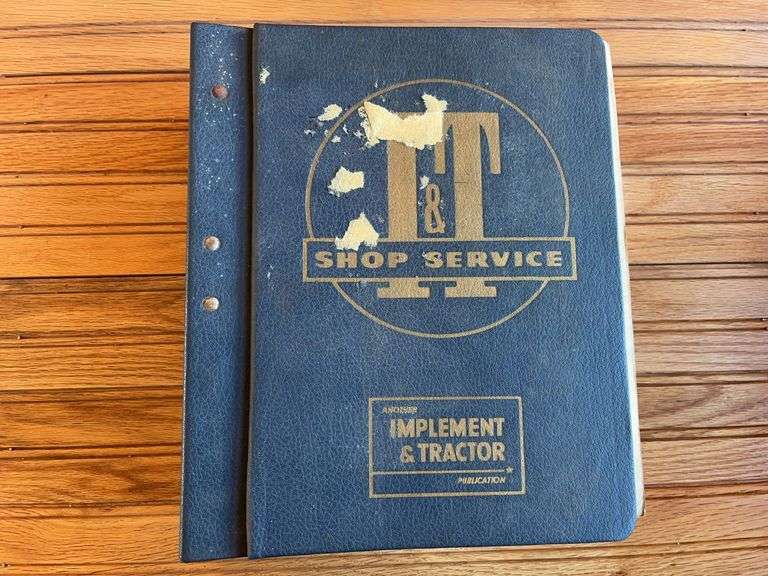 I&T
SHOP SERVICE
ANOTHER
IMPLEMENT
& TRACTOR
PUBLICATION